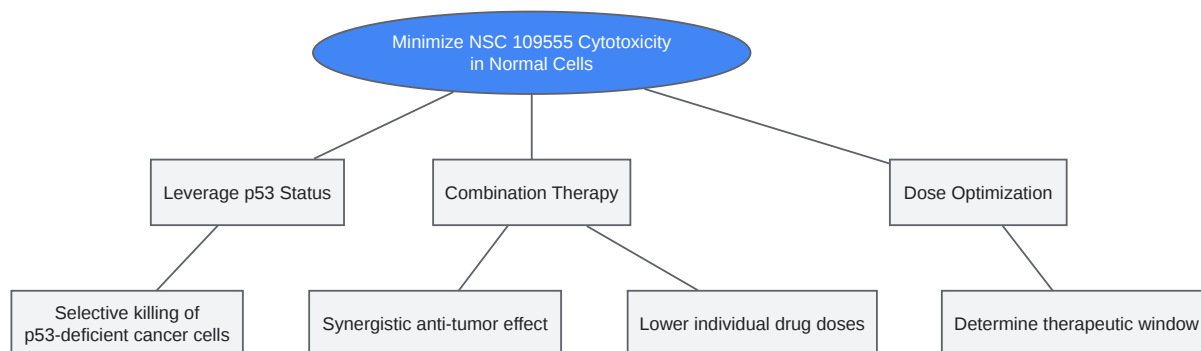 Minimize NSC 109555 Cytotoxicity
in Normal Cells
Leverage p53 Status
Combination Therapy
Dose Optimization
Selective killing of
p53-deficient cancer cells
Synergistic anti-tumor effect
Lower individual drug doses
Determine therapeutic window